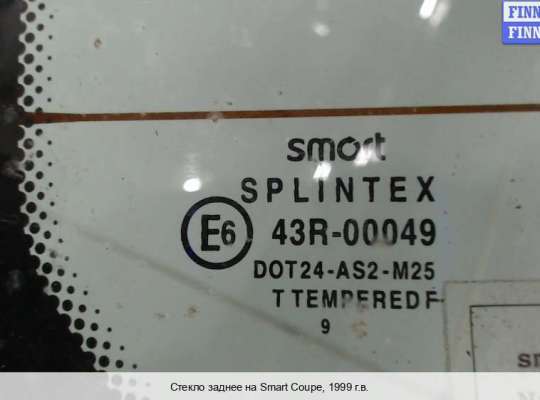 FINN
FINN
smart
SPLINTEX
E6 43R-00049
DOT24-AS2-M25
T TEMPERED F
9
Стекло заднее на Smart Coupe, 1999 г.в.